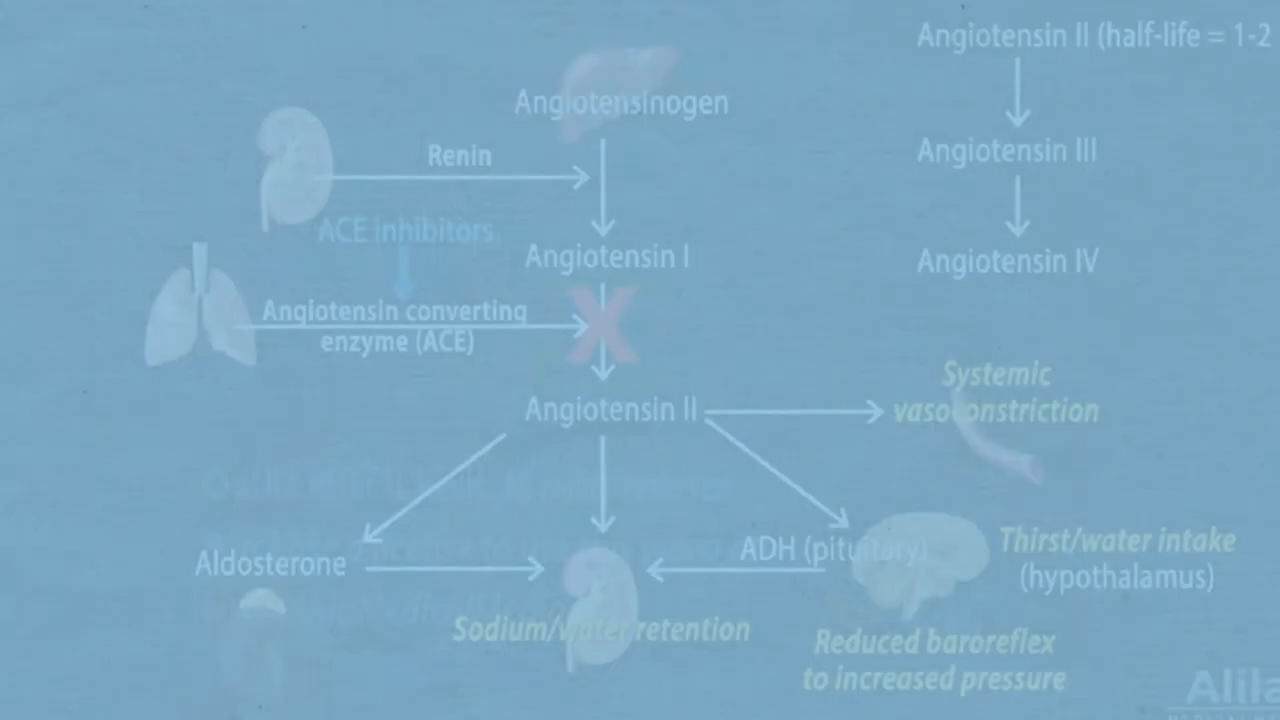 Angiotensin II (half-life = 1-2
Angiotensinogen
Renin
Angiotensin III
ACE inhibitors
Angiotensin I
Angiotensin IV
Angiotensin converting
enzyme (ACE)
Systemic
vasoconstriction
Angiotensin II
Aldosterone
ADH (pituitary)
Thirst/water intake
(hypothalamus)
Sodium/water retention
Reduced baroreflex
to increased pressure
Alila